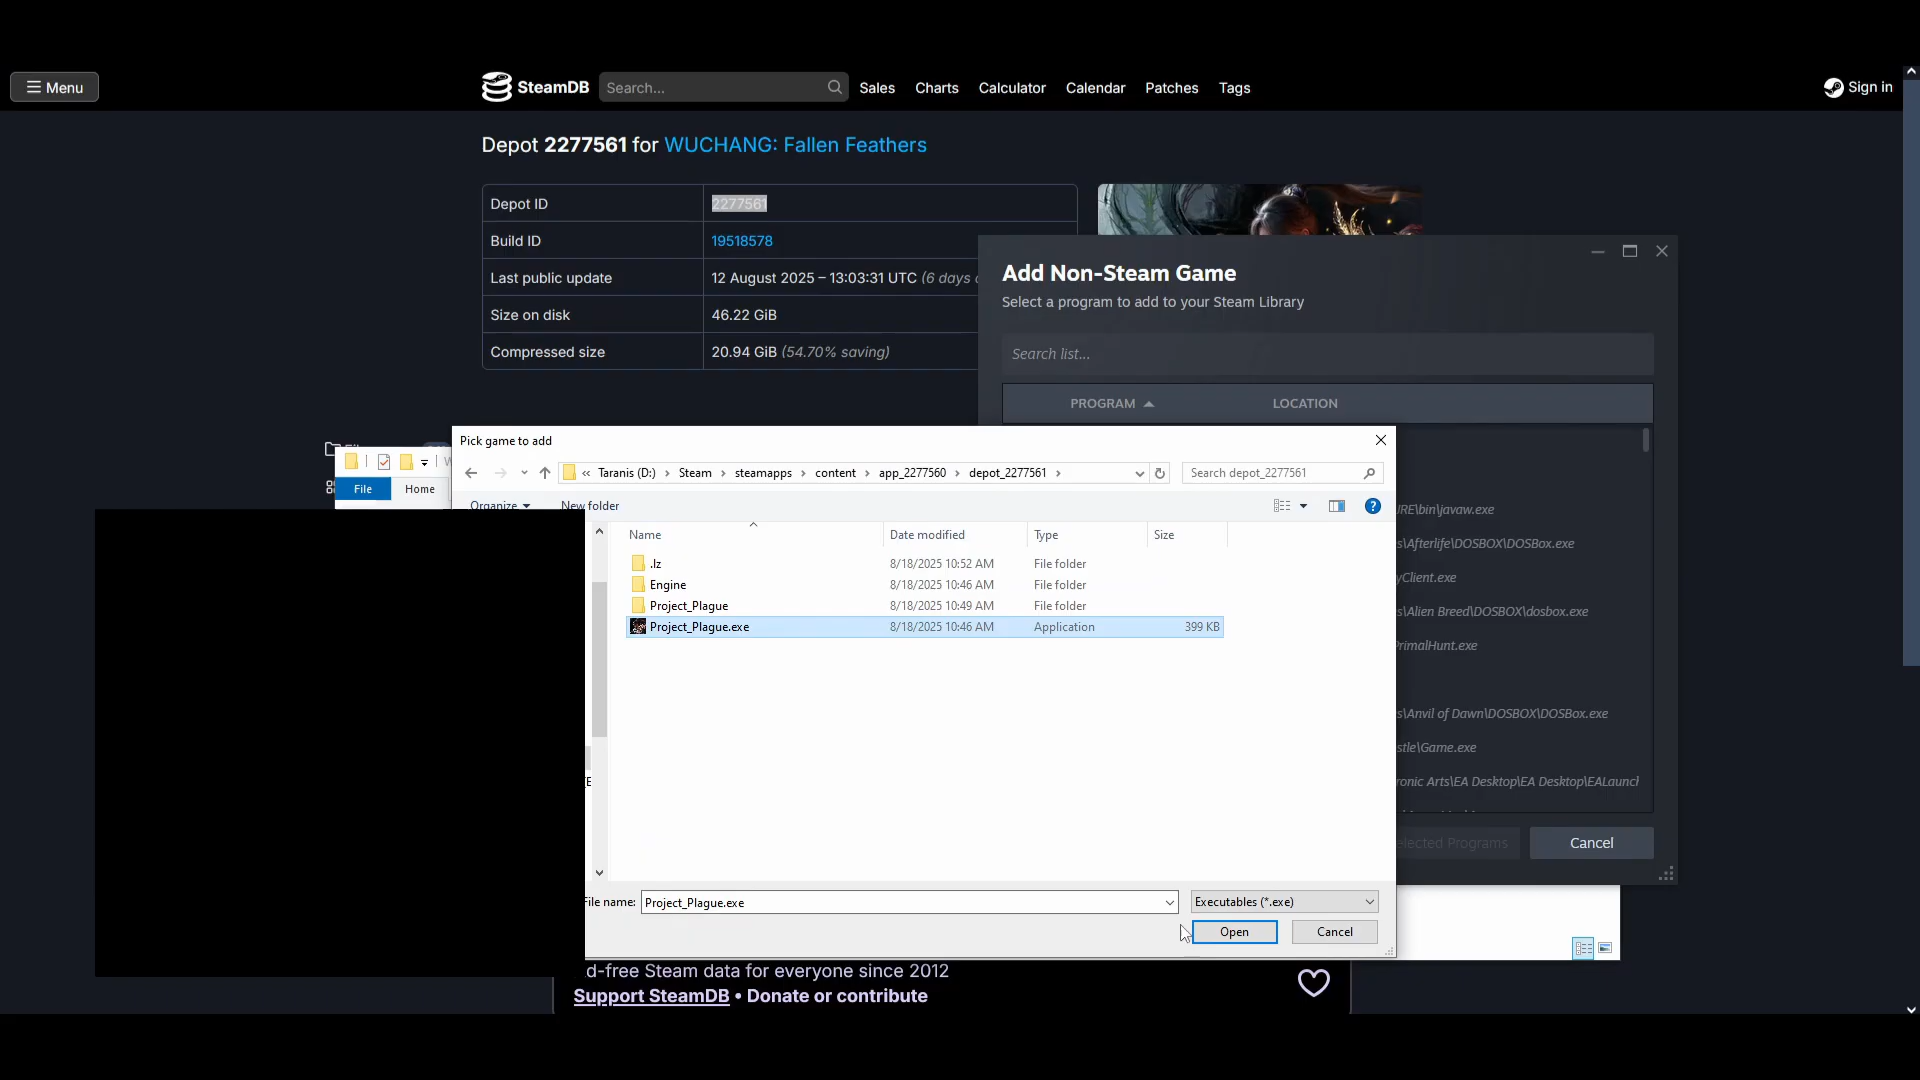 Menu
SteamDB
Search...
Sales
Charts
Calculator
Calendar
Patches
Tags
Sign in
Depot 2277561 for WUCHANG: Fallen Feathers
Depot ID 2277561
Build ID 19518578
Last public update 12 August 2025 – 13:03:31 UTC (6 days
Size on disk 46.22 GiB
Compressed size 20.94 GiB (54.70% saving)
Add Non-Steam Game
Select a program to add to your Steam Library
Search list...
PROGRAM LOCATION
File Home
Pick game to add
« Taranis (D:) › Steam › steamapps › content › app_2277560 › depot_2277561 ›
Search depot_2277561
Organize New folder
Name Date modified Type Size
.lz 8/18/2025 10:52 AM File folder
Engine 8/18/2025 10:46 AM File folder
Project_Plague 8/18/2025 10:49 AM File folder
Project_Plague.exe 8/18/2025 10:46 AM Application 399 KB
RE\bin\javaw.exe
s\Afterlife\DOSBOX\DOSBox.exe
yClient.exe
s\Alien Breed\DOSBOX\dosbox.exe
PrimalHunt.exe
s\Anvil of Dawn\DOSBOX\DOSBox.exe
stle\Game.exe
ronic Arts\EA Desktop\EA Desktop\EALaunch
elected Programs
Cancel
File name: Project_Plague.exe
Executables (*.exe)
Open
Cancel
d-free Steam data for everyone since 2012
Support SteamDB • Donate or contribute